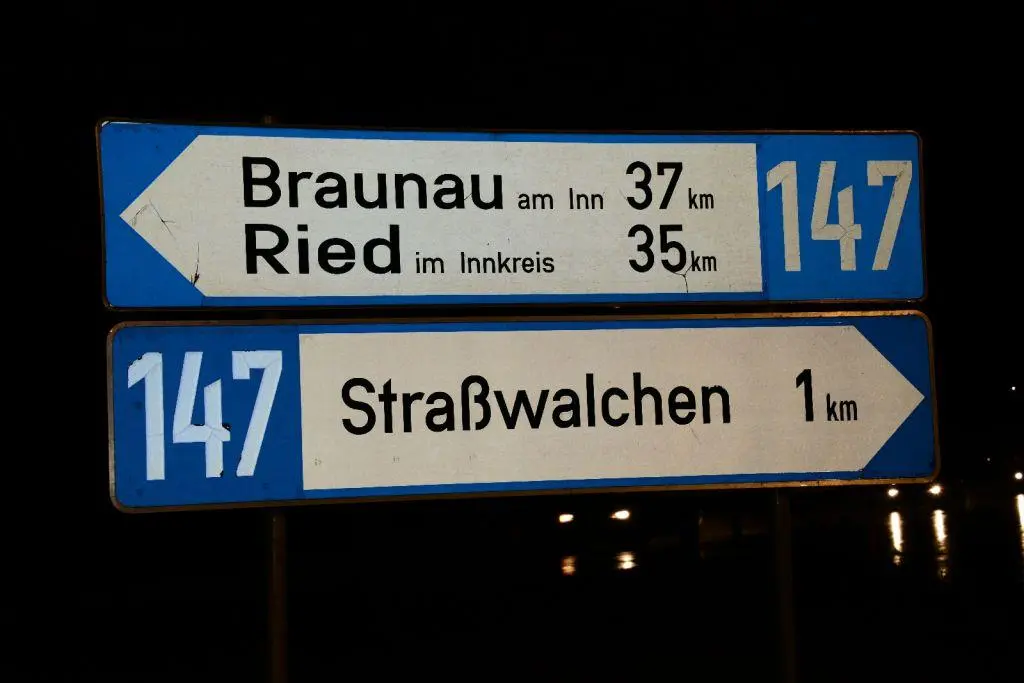 Braunau am Inn 37 km 147
Ried im Innkreis 35 km
147 Straßwalchen 1 km